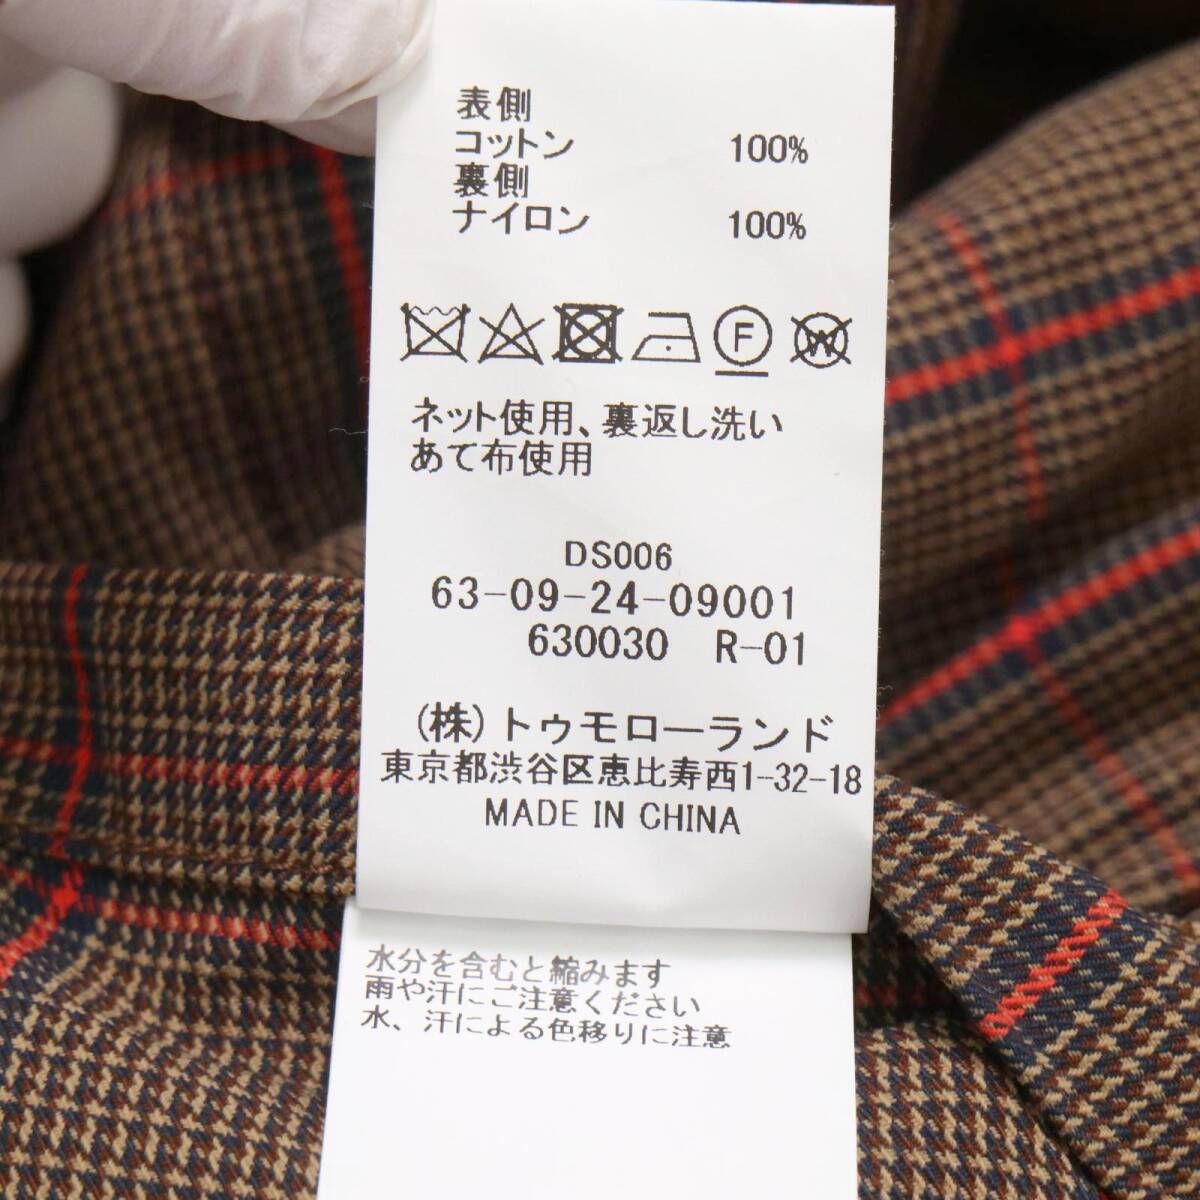 表側
コットン 100%
裏側
ナイロン 100%
F W
ネット使用、裏返し洗い
あて布使用
DS006
63-09-24-09001
630030 R-01
(株)トゥモローランド
東京都渋谷区恵比寿西1-32-18
MADE IN CHINA
水分を含むと縮みます
雨や汗にご注意ください
水、汗による色移りに注意